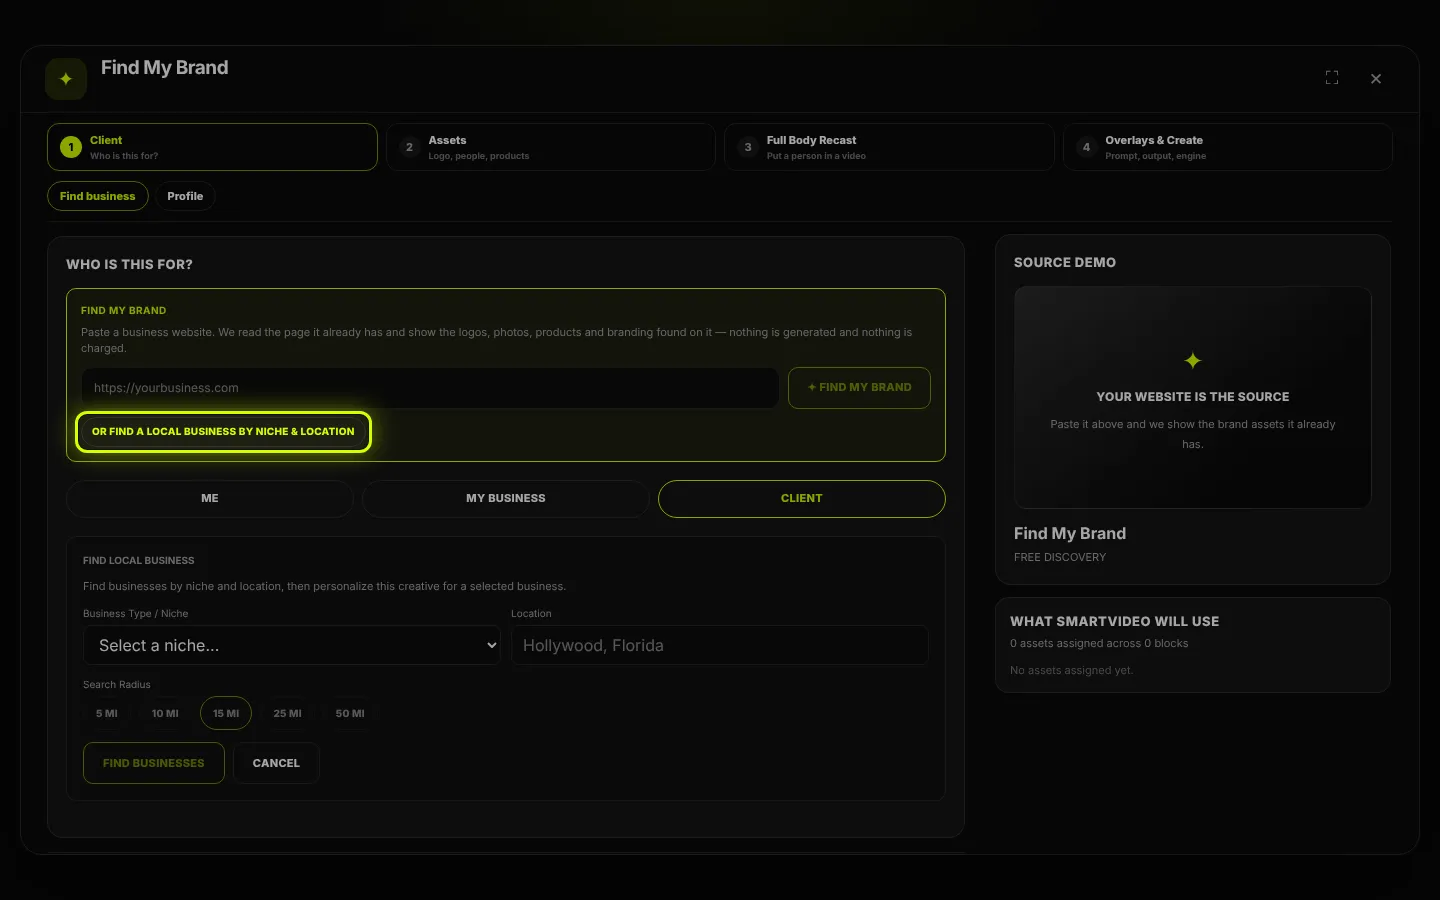 Find My Brand
1
Client
Who is this for?
2
Assets
Logo, people, products
3
Full Body Recast
Put a person in a video
4
Overlays & Create
Prompt, output, engine
Find business
Profile
WHO IS THIS FOR?
FIND MY BRAND
Paste a business website. We read the page it already has and show the logos, photos, products and branding found on it — nothing is generated and nothing is
charged.
https://yourbusiness.com
✦ FIND MY BRAND
OR FIND A LOCAL BUSINESS BY NICHE & LOCATION
ME
MY BUSINESS
CLIENT
FIND LOCAL BUSINESS
Find businesses by niche and location, then personalize this creative for a selected business.
Business Type / Niche
Location
Select a niche...
Hollywood, Florida
Search Radius
5 MI
10 MI
15 MI
25 MI
50 MI
FIND BUSINESSES
CANCEL
SOURCE DEMO
YOUR WEBSITE IS THE SOURCE
Paste it above and we show the brand assets it already
has.
Find My Brand
FREE DISCOVERY
WHAT SMARTVIDEO WILL USE
0 assets assigned across 0 blocks
No assets assigned yet.